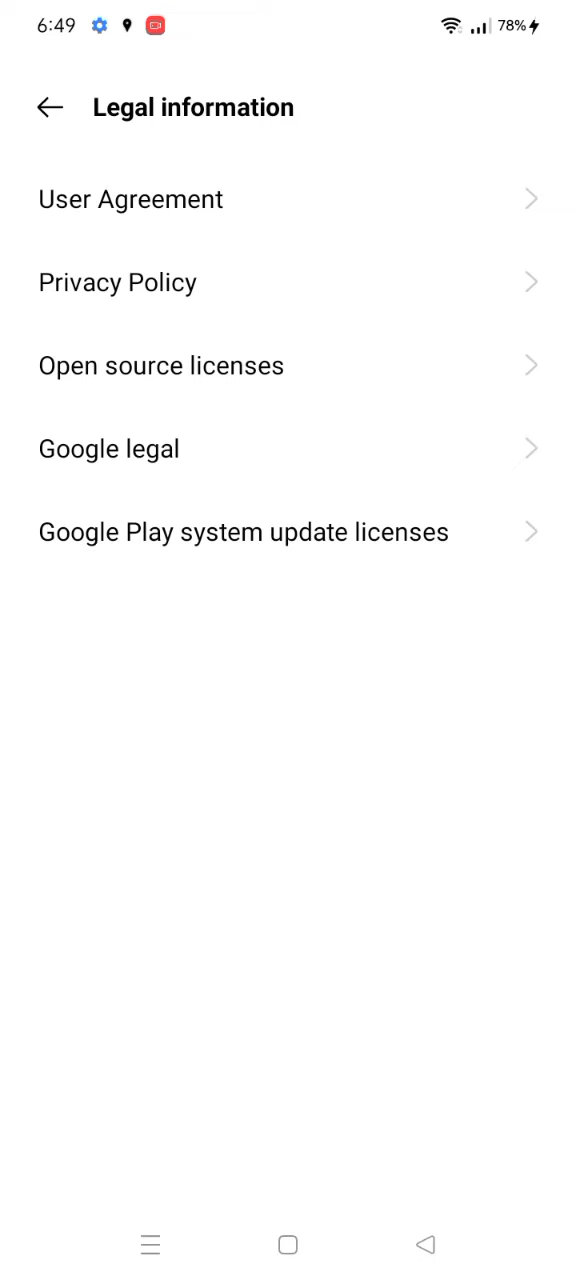 6:49 78%
Legal information
User Agreement
Privacy Policy
Open source licenses
Google legal
Google Play system update licenses